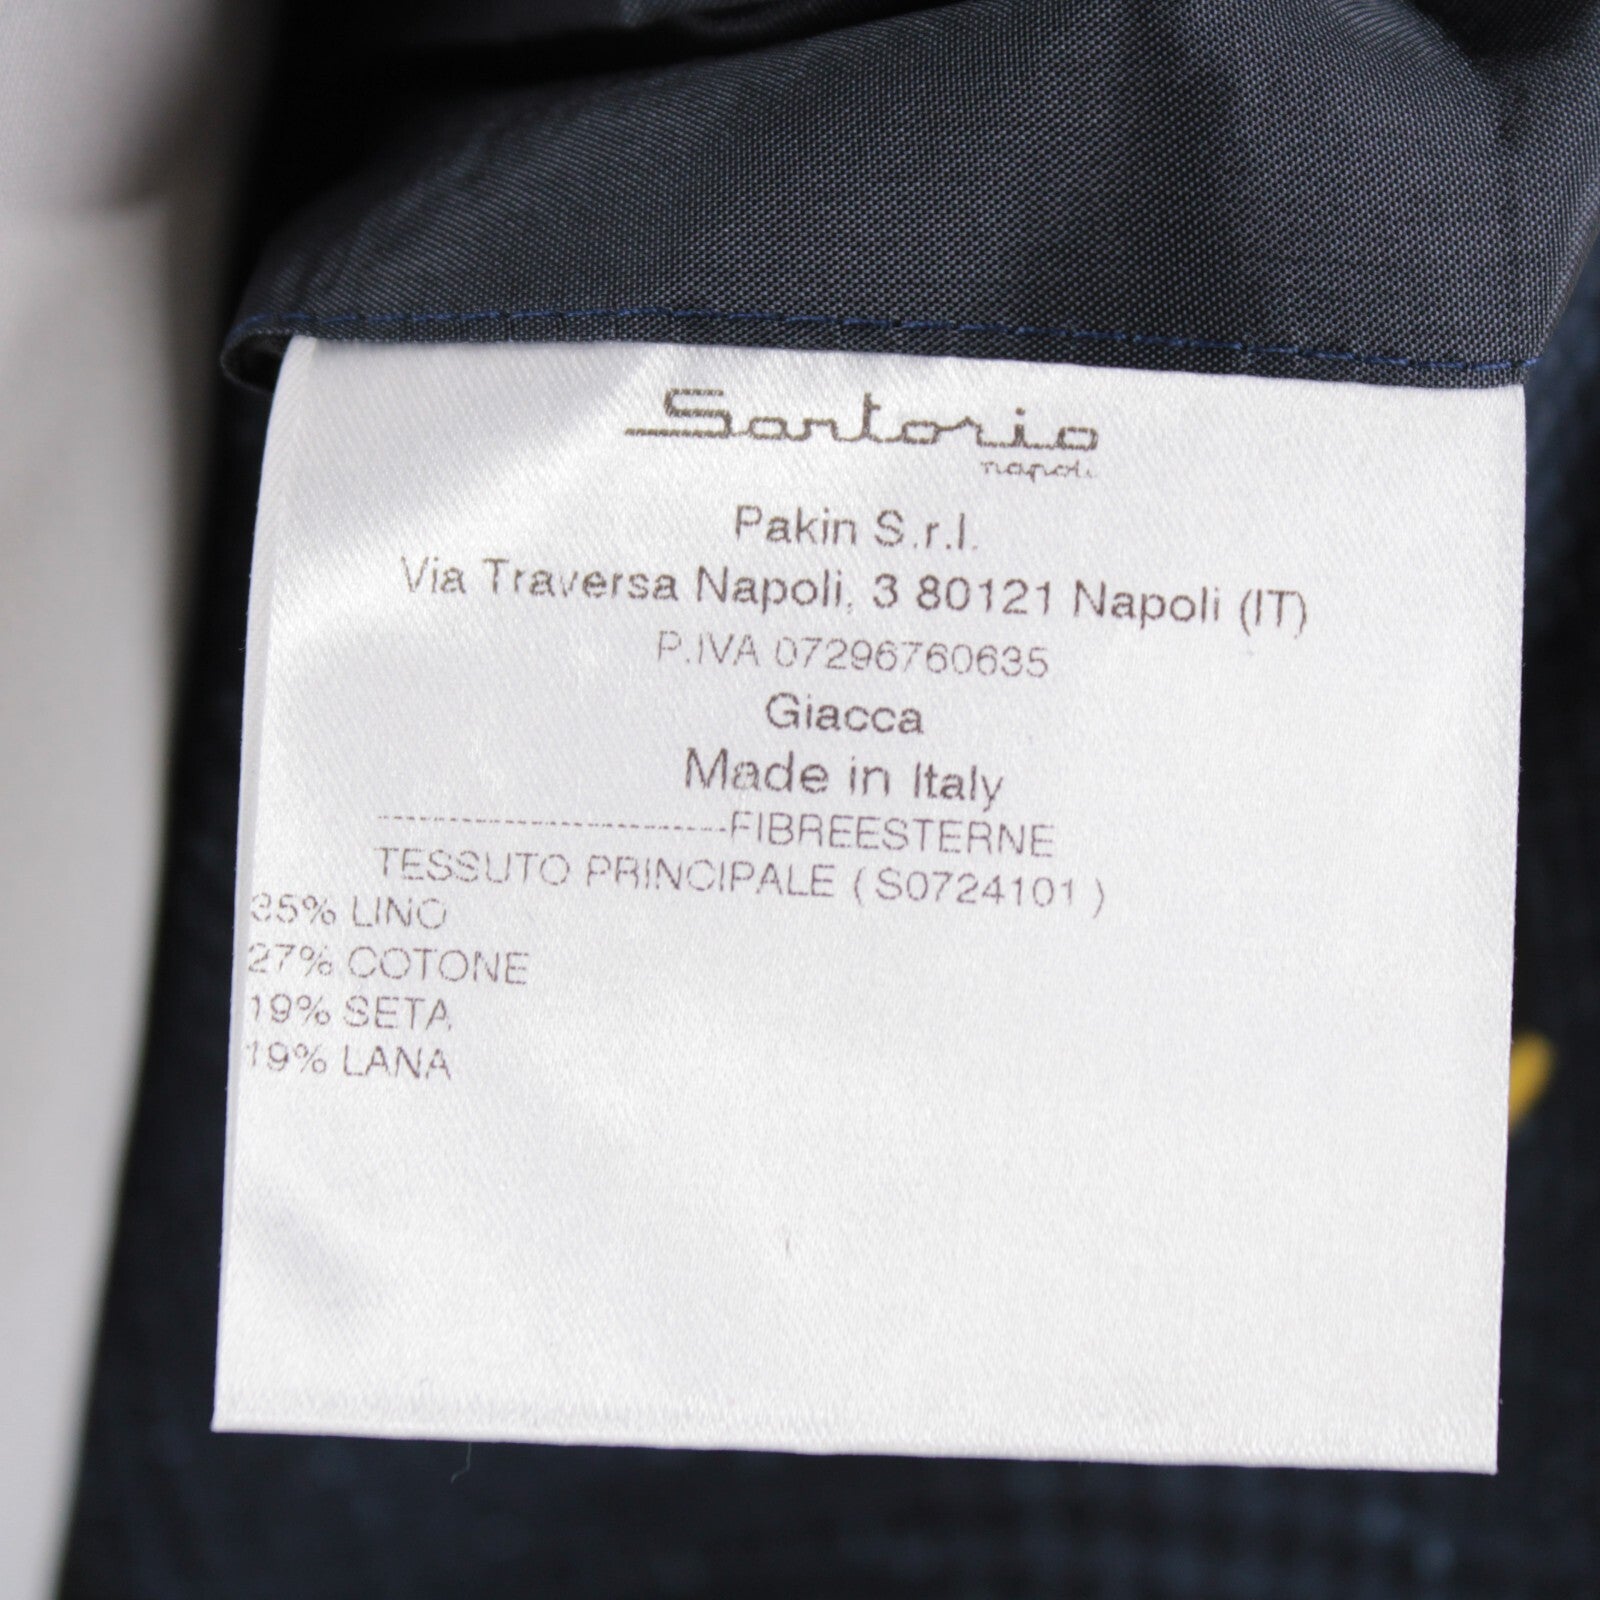 Sartorio
napoli
Pakin S.r.l.
Via Traversa Napoli, 3 80121 Napoli (IT)
P.IVA 07296760635
Giacca
Made in Italy
------------------------FIBREESTERNE
TESSUTO PRINCIPALE ( S0724101 )
35% LINO
27% COTONE
19% SETA
19% LANA